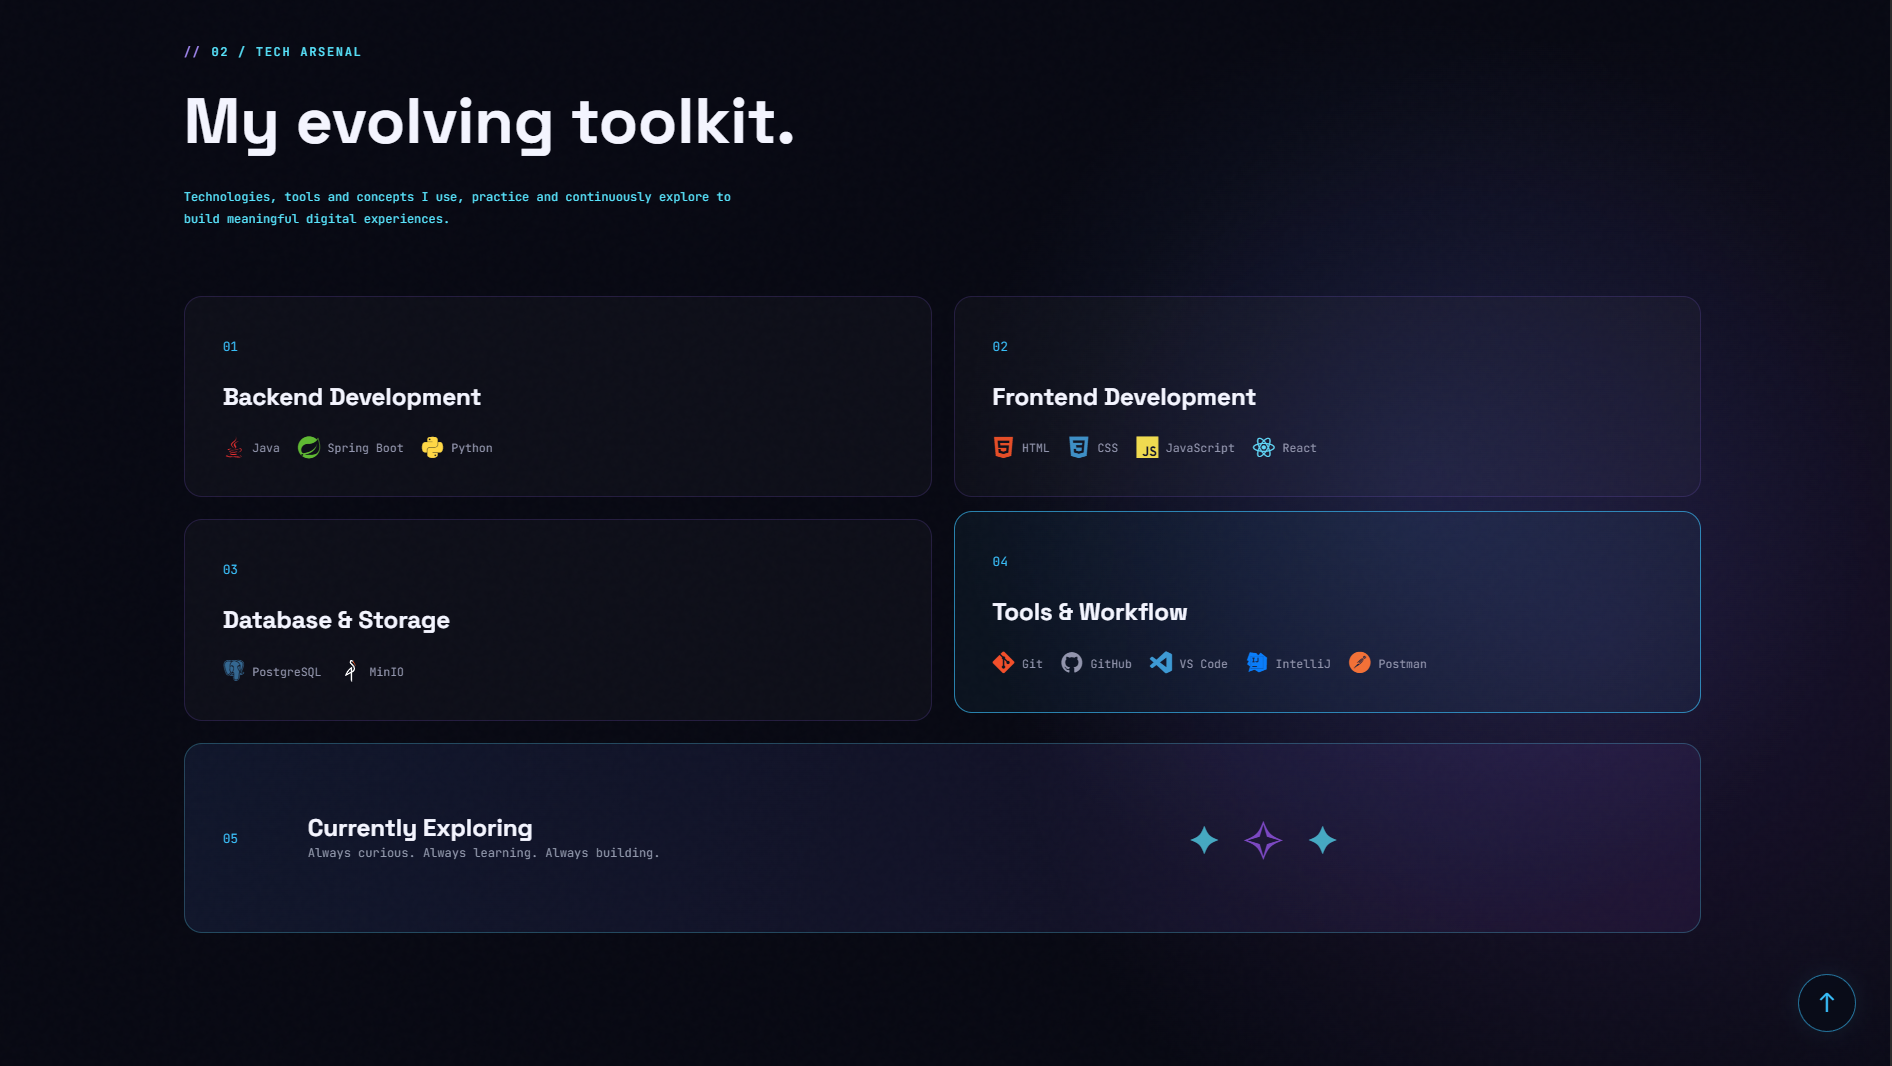 // 02 / TECH ARSENAL
My evolving toolkit.
Technologies, tools and concepts I use, practice and continuously explore to
build meaningful digital experiences.
01
Backend Development
Java Spring Boot Python
02
Frontend Development
HTML CSS JS JavaScript React
03
Database & Storage
PostgreSQL MinIO
04
Tools & Workflow
Git GitHub VS Code IJ IntelliJ Postman
05
Currently Exploring
Always curious. Always learning. Always building.